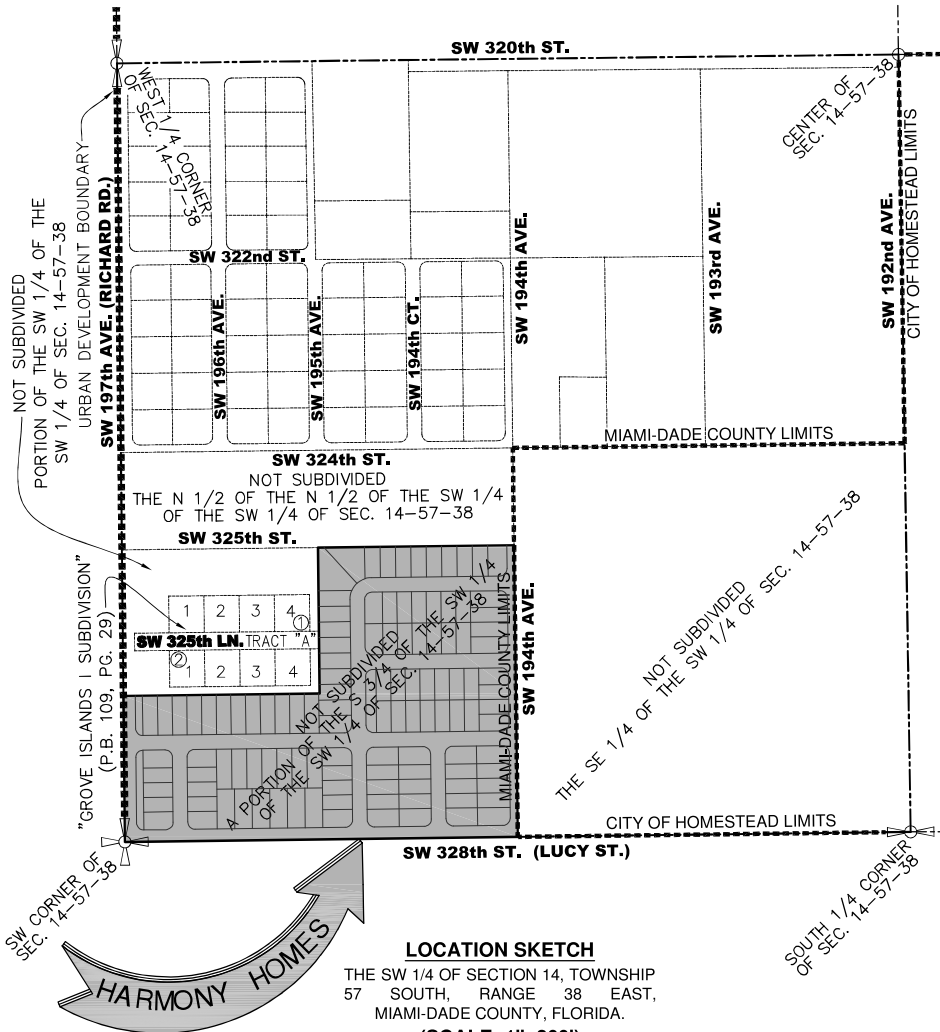 SW 320th ST.
WEST 1/4 CORNER
OF SEC. 14-57-38
CENTER OF
SEC. 14-57-38
URBAN DEVELOPMENT BOUNDARY
SW 197th AVE. (RICHARD RD.)
NOT SUBDIVIDED
PORTION OF THE SW 1/4 OF THE
SW 1/4 OF SEC. 14-57-38
SW 322nd ST.
SW 196th AVE.
SW 195th AVE.
SW 194th CT.
SW 194th AVE.
SW 193rd AVE.
SW 192nd AVE.
CITY OF HOMESTEAD LIMITS
MIAMI-DADE COUNTY LIMITS
SW 324th ST.
NOT SUBDIVIDED
THE N 1/2 OF THE N 1/2 OF THE SW 1/4
OF THE SW 1/4 OF SEC. 14-57-38
SW 325th ST.
1 2 3 4
1
SW 325th LN. TRACT "A"
2
1 2 3 4
"GROVE ISLANDS I SUBDIVISION"
(P.B. 109, PG. 29)
NOT SUBDIVIDED
A PORTION OF THE S 3/4 OF THE SW 1/4
OF THE SW 1/4 OF SEC. 14-57-38
MIAMI-DADE COUNTY LIMITS
SW 194th AVE.
NOT SUBDIVIDED
THE SE 1/4 OF THE SW 1/4 OF SEC. 14-57-38
CITY OF HOMESTEAD LIMITS
SW 328th ST. (LUCY ST.)
SW CORNER OF
SEC. 14-57-38
SOUTH 1/4 CORNER
OF SEC. 14-57-38
HARMONY HOMES
LOCATION SKETCH
THE SW 1/4 OF SECTION 14, TOWNSHIP
57 SOUTH, RANGE 38 EAST,
MIAMI-DADE COUNTY, FLORIDA.